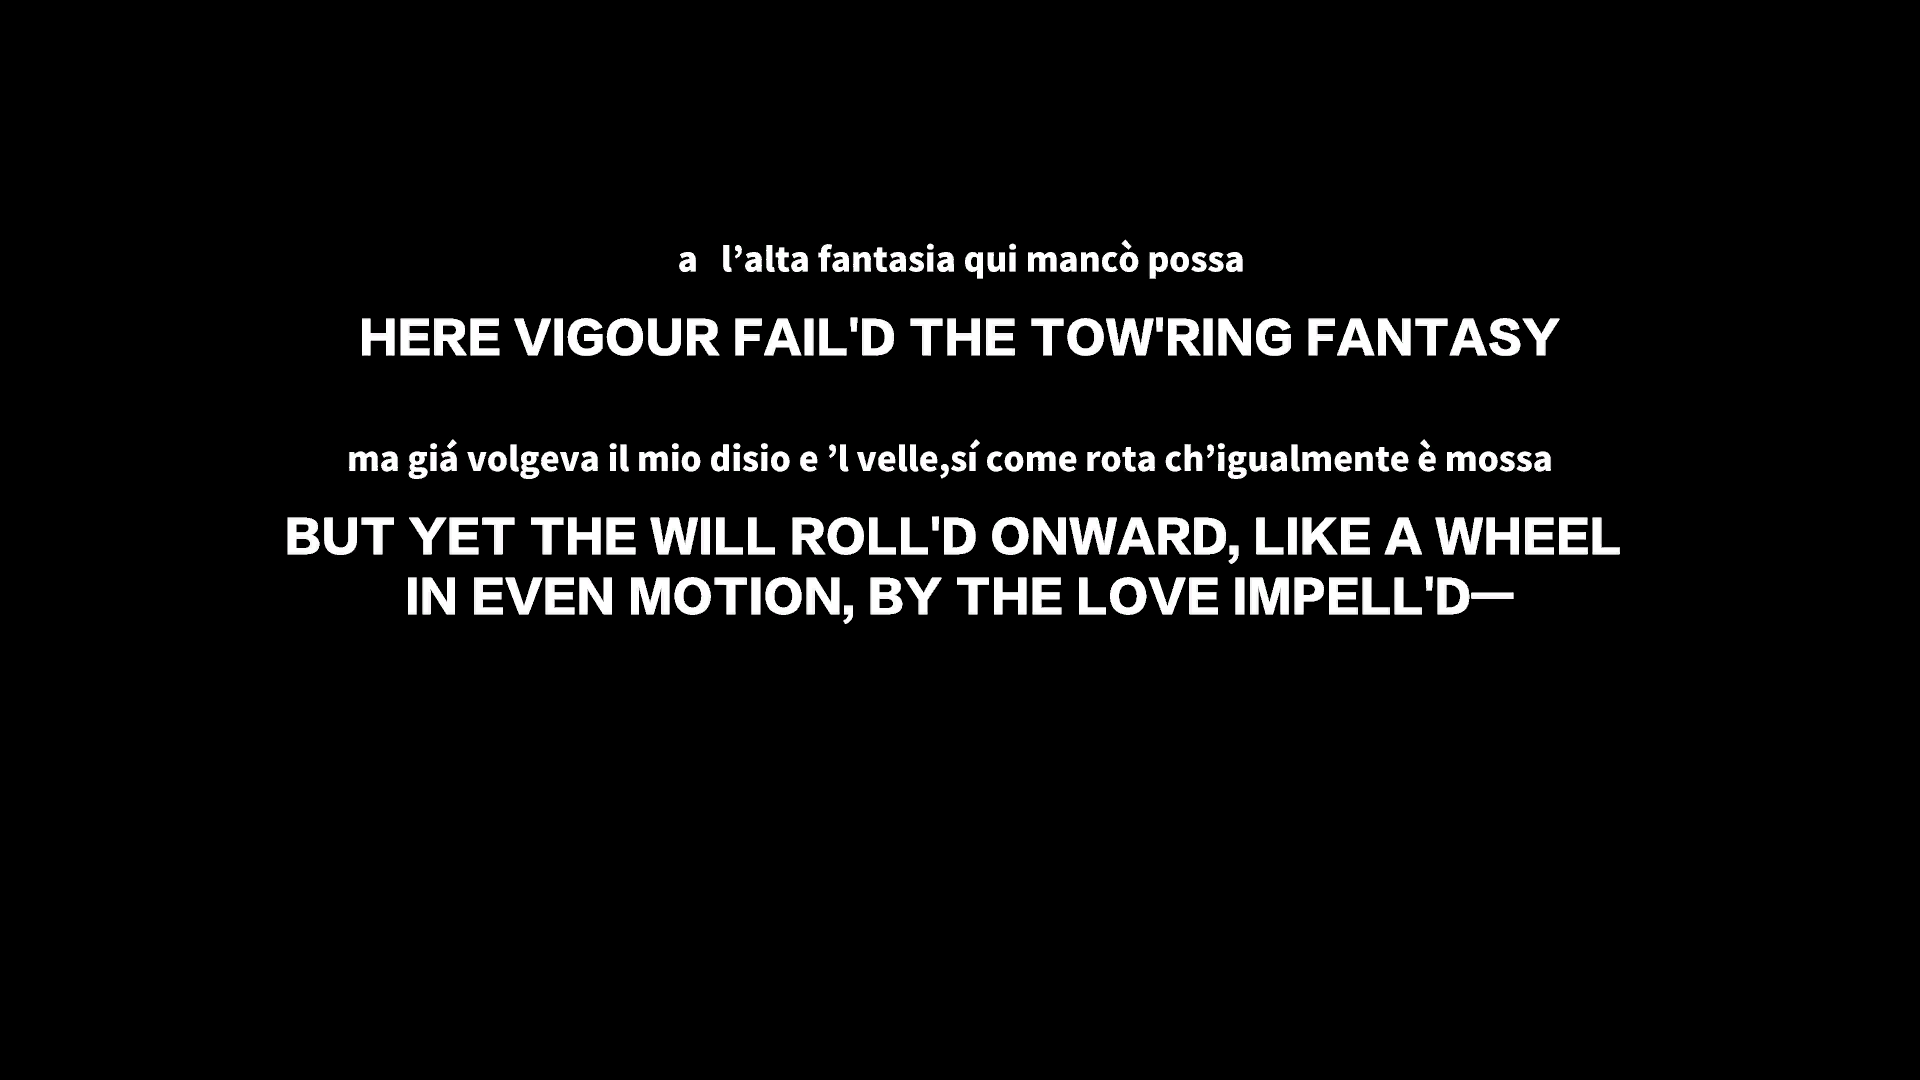 a l’alta fantasia qui mancò possa
HERE VIGOUR FAIL'D THE TOW'RING FANTASY
ma giá volgeva il mio disio e ’l velle,sí come rota ch’igualmente è mossa
BUT YET THE WILL ROLL'D ONWARD, LIKE A WHEEL
IN EVEN MOTION, BY THE LOVE IMPELL'D—